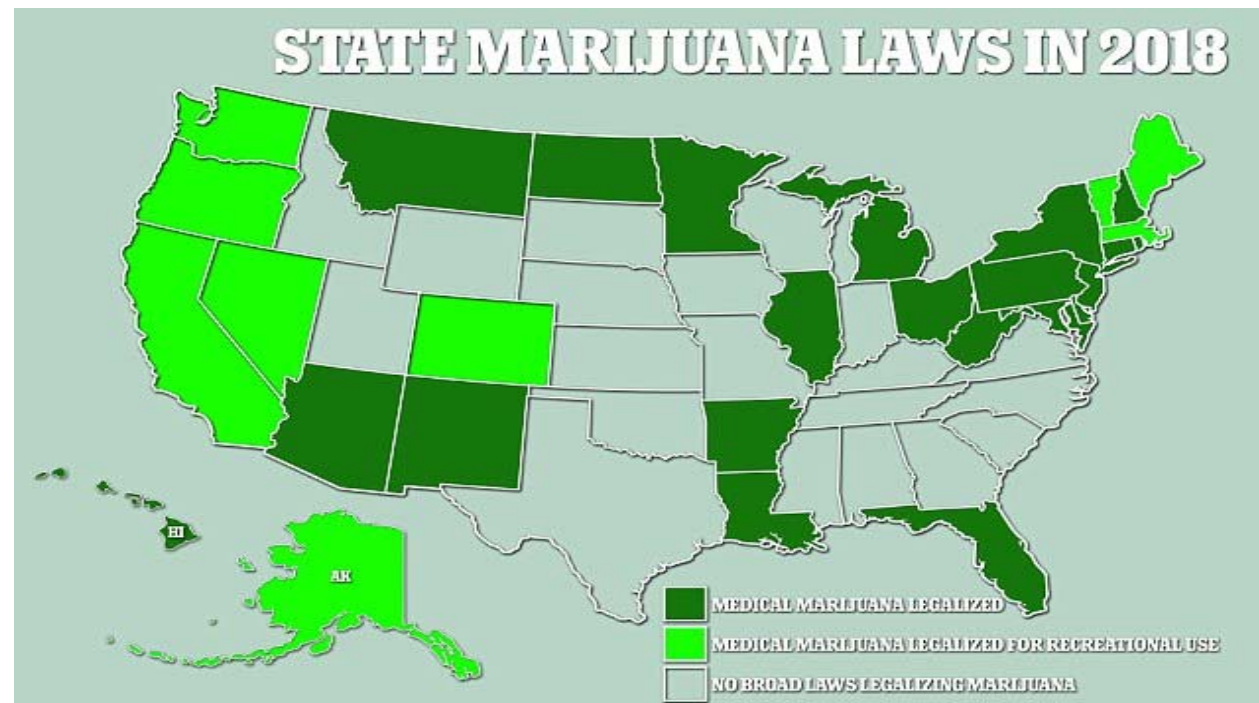 STATE MARIJUANA LAWS IN 2018
HI
AK
MEDICAL MARIJUANA LEGALIZED
MEDICAL MARIJUANA LEGALIZED FOR RECREATIONAL USE
NO BROAD LAWS LEGALIZING MARIJUANA